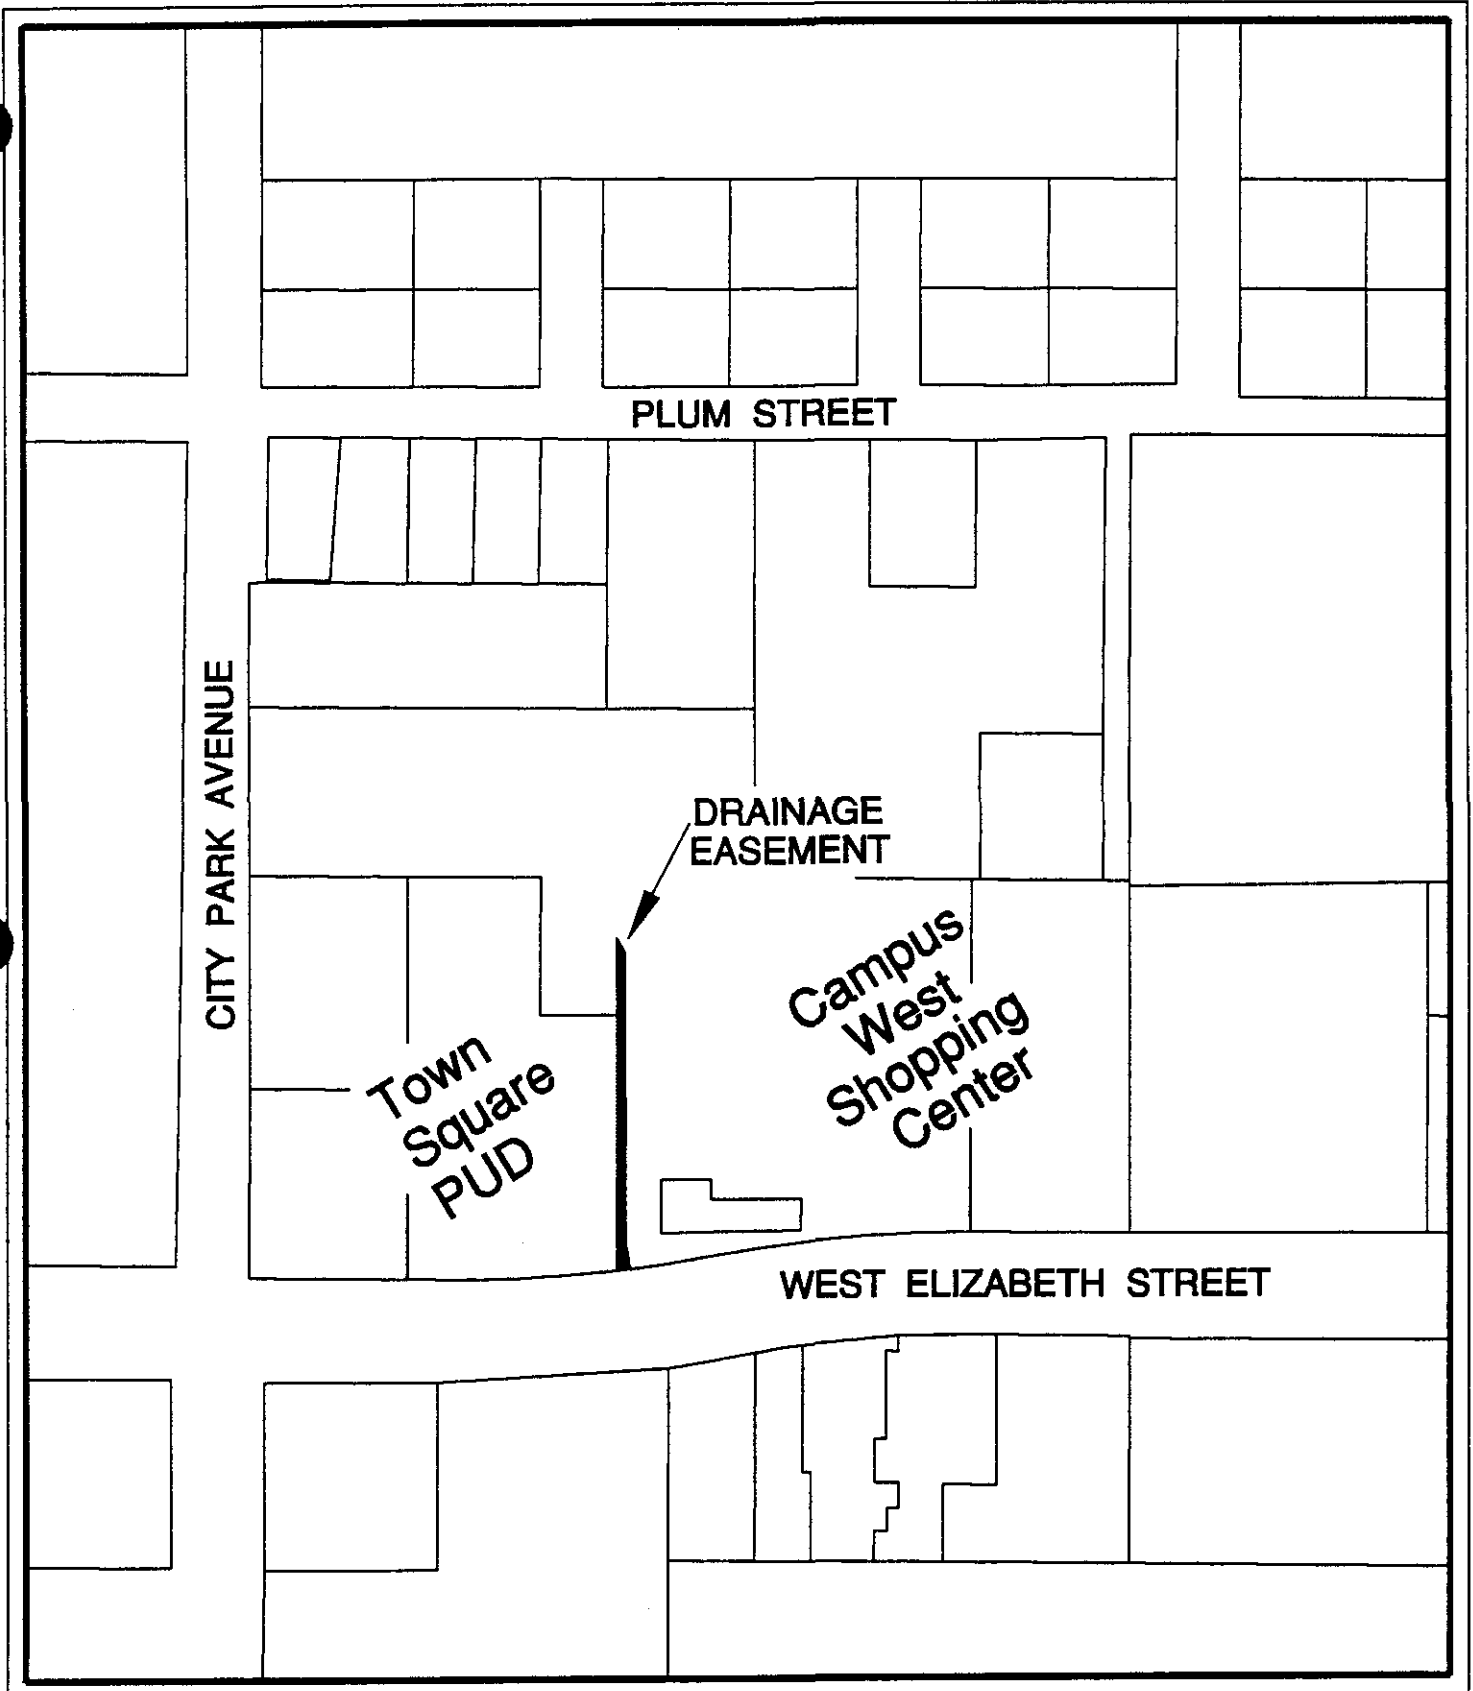 PLUM STREET
CITY PARK AVENUE
DRAINAGE
EASEMENT
Campus
West
Shopping
Center
Town
Square
PUD
WEST ELIZABETH STREET